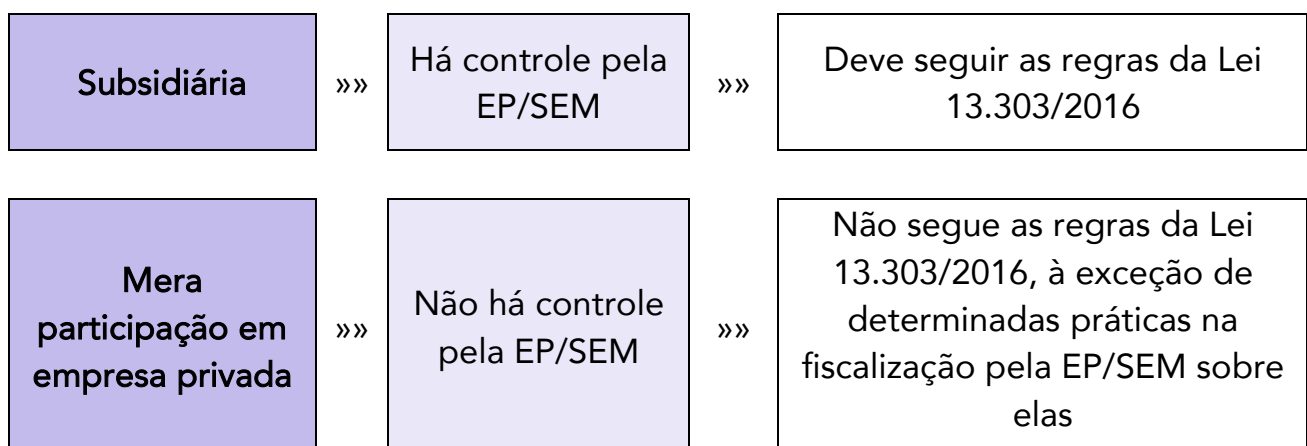 Subsidiária
»»
Há controle pela
EP/SEM
»»
Deve seguir as regras da Lei
13.303/2016
Mera
participação em
empresa privada
»»
Não há controle
pela EP/SEM
»»
Não segue as regras da Lei
13.303/2016, à exceção de
determinadas práticas na
fiscalização pela EP/SEM sobre
elas